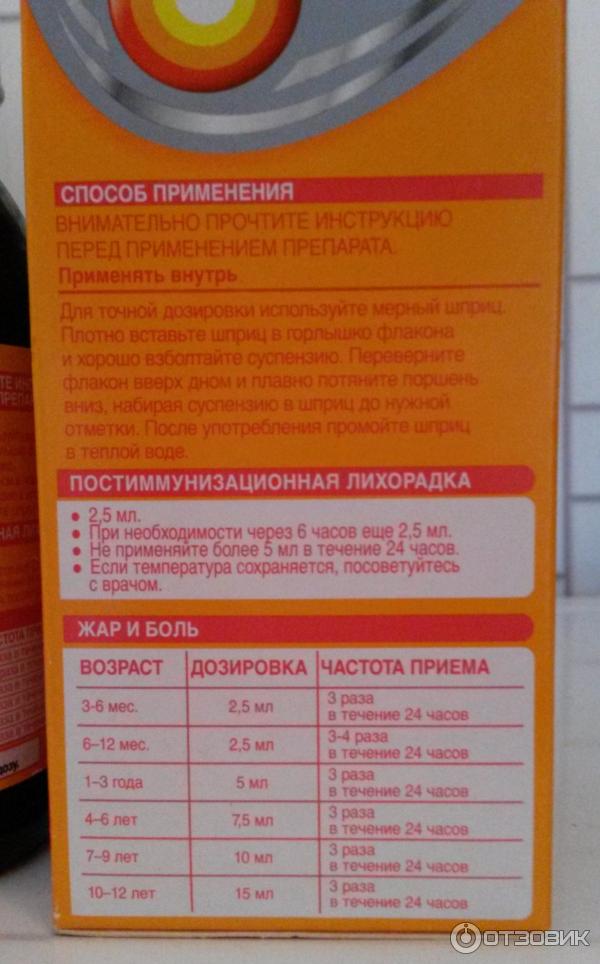 СПОСОБ ПРИМЕНЕНИЯ
ВНИМАТЕЛЬНО ПРОЧТИТЕ ИНСТРУКЦИЮ
ПЕРЕД ПРИМЕНЕНИЕМ ПРЕПАРАТА.
Применять внутрь
Для точной дозировки используйте мерный шприц.
Плотно вставьте шприц в горлышко флакона
и хорошо взболтайте суспензию. Переверните
флакон вверх дном и плавно потяните поршень
вниз, набирая суспензию в шприц до нужной
отметки. После употребления промойте шприц
в теплой воде.
ПОСТИММУНИЗАЦИОННАЯ ЛИХОРАДКА
• 2,5 мл.
• При необходимости через 6 часов еще 2,5 мл.
• Не применяйте более 5 мл в течение 24 часов.
• Если температура сохраняется, посоветуйтесь
с врачом.
ЖАР И БОЛЬ
ВОЗРАСТ ДОЗИРОВКА ЧАСТОТА ПРИЕМА
3-6 мес. 2,5 мл 3 раза
в течение 24 часов
6–12 мес. 2,5 мл 3-4 раза
в течение 24 часов
1–3 года 5 мл 3 раза
в течение 24 часов
4–6 лет 7,5 мл 3 раза
в течение 24 часов
7–9 лет 10 мл 3 раза
в течение 24 часов
10–12 лет 15 мл 3 раза
в течение 24 часов
ОТЗОВИК